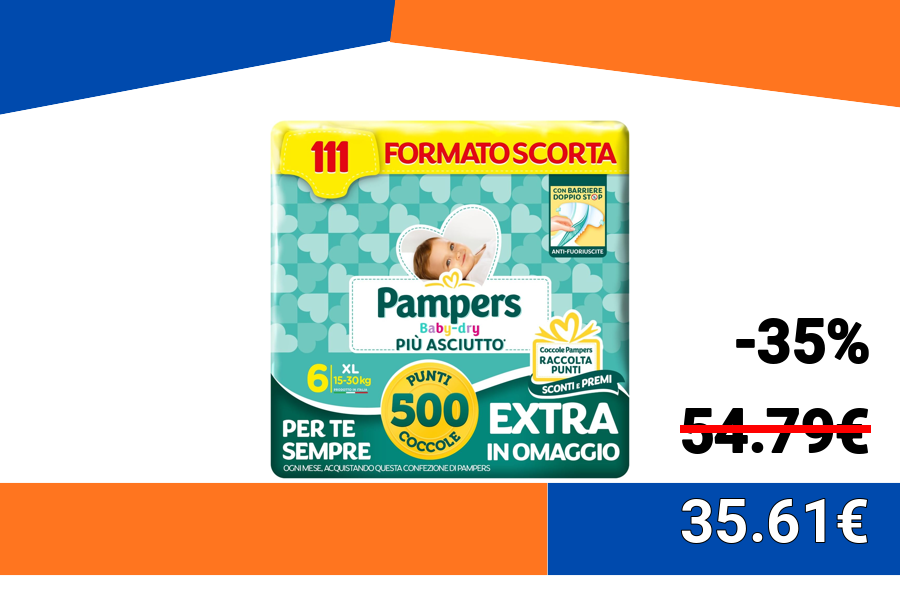 111 FORMATO SCORTA
CON BARRIERE
DOPPIO STOP
ANTI-FUORIUSCITE
Pampers
Baby-dry
PIÙ ASCIUTTO*
Coccole Pampers
RACCOLTA
PUNTI
SCONTI E PREMI
6 XL
15-30kg
PUNTI
500
COCCOLE
PER TE
SEMPRE
EXTRA
IN OMAGGIO
OGNI MESE, ACQUISTANDO QUESTA CONFEZIONE DI PAMPERS
-35%
54.79€
35.61€